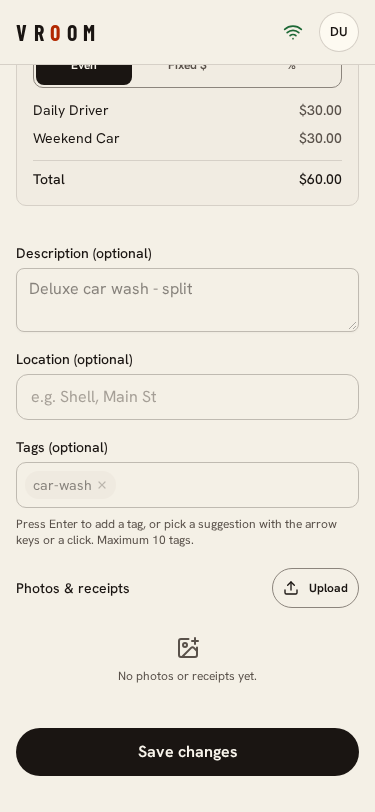 VROOM
DU
Even Fixed $ %
Daily Driver $30.00
Weekend Car $30.00
Total $60.00
Description (optional)
Deluxe car wash - split
Location (optional)
e.g. Shell, Main St
Tags (optional)
car-wash ×
Press Enter to add a tag, or pick a suggestion with the arrow
keys or a click. Maximum 10 tags.
Photos & receipts
Upload
No photos or receipts yet.
Save changes